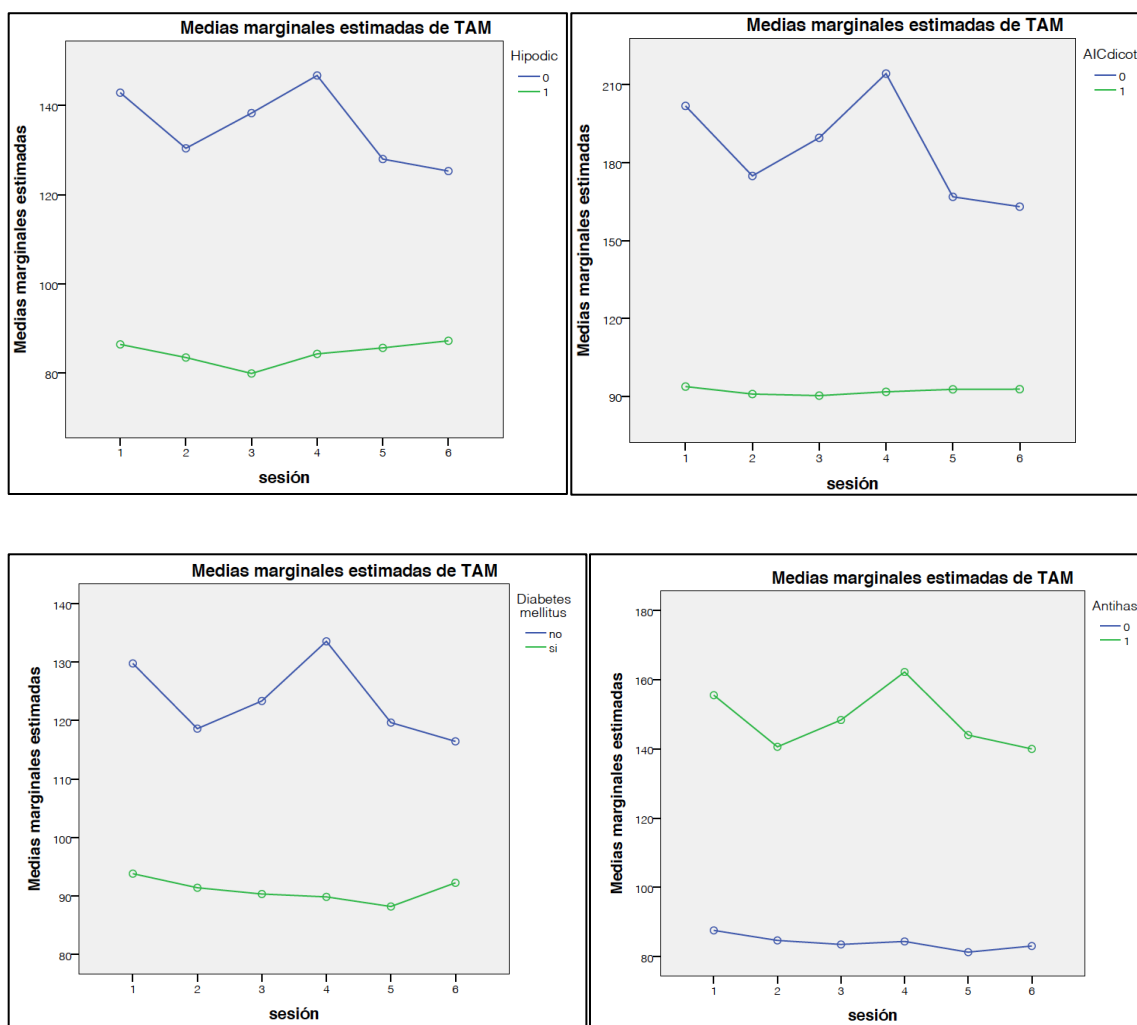 Medias marginales estimadas de TAM
Hipodic
0
1
Medias marginales estimadas
140
120
100
80
1 2 3 4 5 6
sesión
Medias marginales estimadas de TAM
AICdicot
0
1
Medias marginales estimadas
210
180
150
120
90
1 2 3 4 5 6
sesión
Medias marginales estimadas de TAM
Diabetes
mellitus
no
si
Medias marginales estimadas
140
130
120
110
100
90
80
1 2 3 4 5 6
sesión
Medias marginales estimadas de TAM
Antihas
0
1
Medias marginales estimadas
180
160
140
120
100
80
1 2 3 4 5 6
sesión